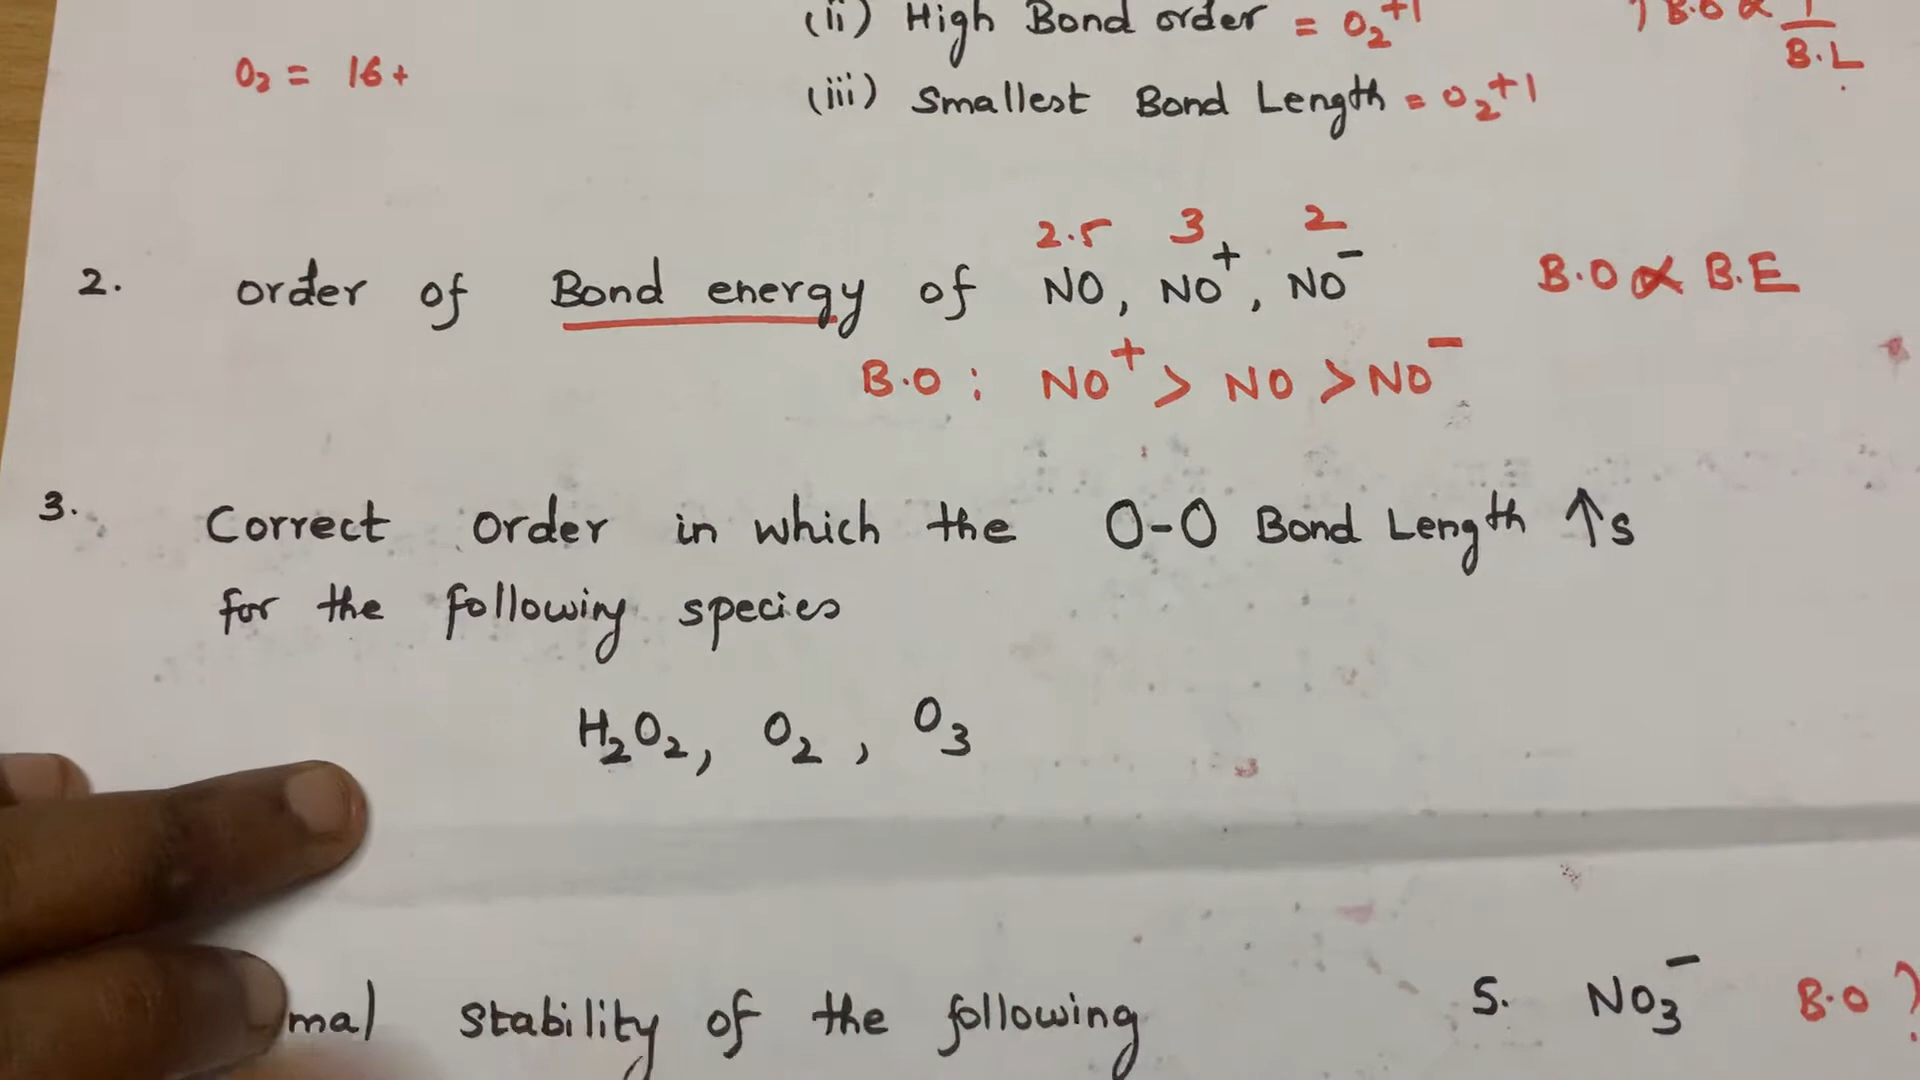 (ii) High Bond order = O₂⁺¹
) B.O ∝ 1/B.L
O₂ = 16+
(iii) Smallest Bond Length = O₂⁺¹
2.5 3 2
2. order of Bond energy of NO, NO⁺, NO⁻ B.O ∝ B.E
B.O : NO⁺ > NO > NO⁻
3. Correct order in which the O-O Bond Length ↑s
for the following species
H₂O₂, O₂, O₃
mal stability of the following
5. NO₃⁻ B.O ?